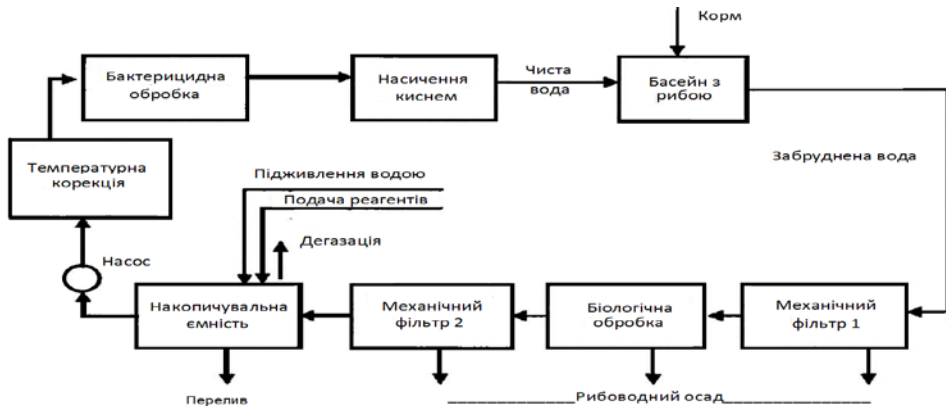 Корм
Бактерицидна
обробка
Насичення
киснем
Чиста
вода
Басейн з
рибою
Температурна
корекція
Забруднена вода
Підживлення водою
Подача реагентів
Дегазація
Насос
Накопичувальна
ємність
Механічний
фільтр 2
Біологічна
обробка
Механічний
фільтр 1
Перелив
Рибоводний осад